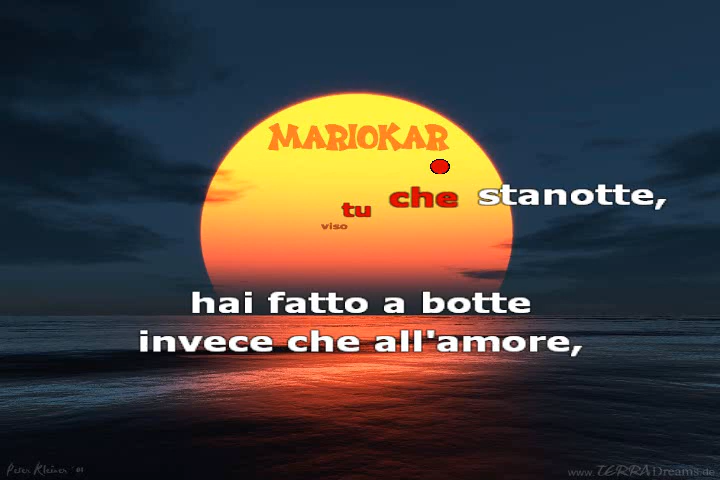 MARIOKAR
viso tu che stanotte,
hai fatto a botte
invece che all'amore,
Peter Kleiner '01
www.TERRADreams.de